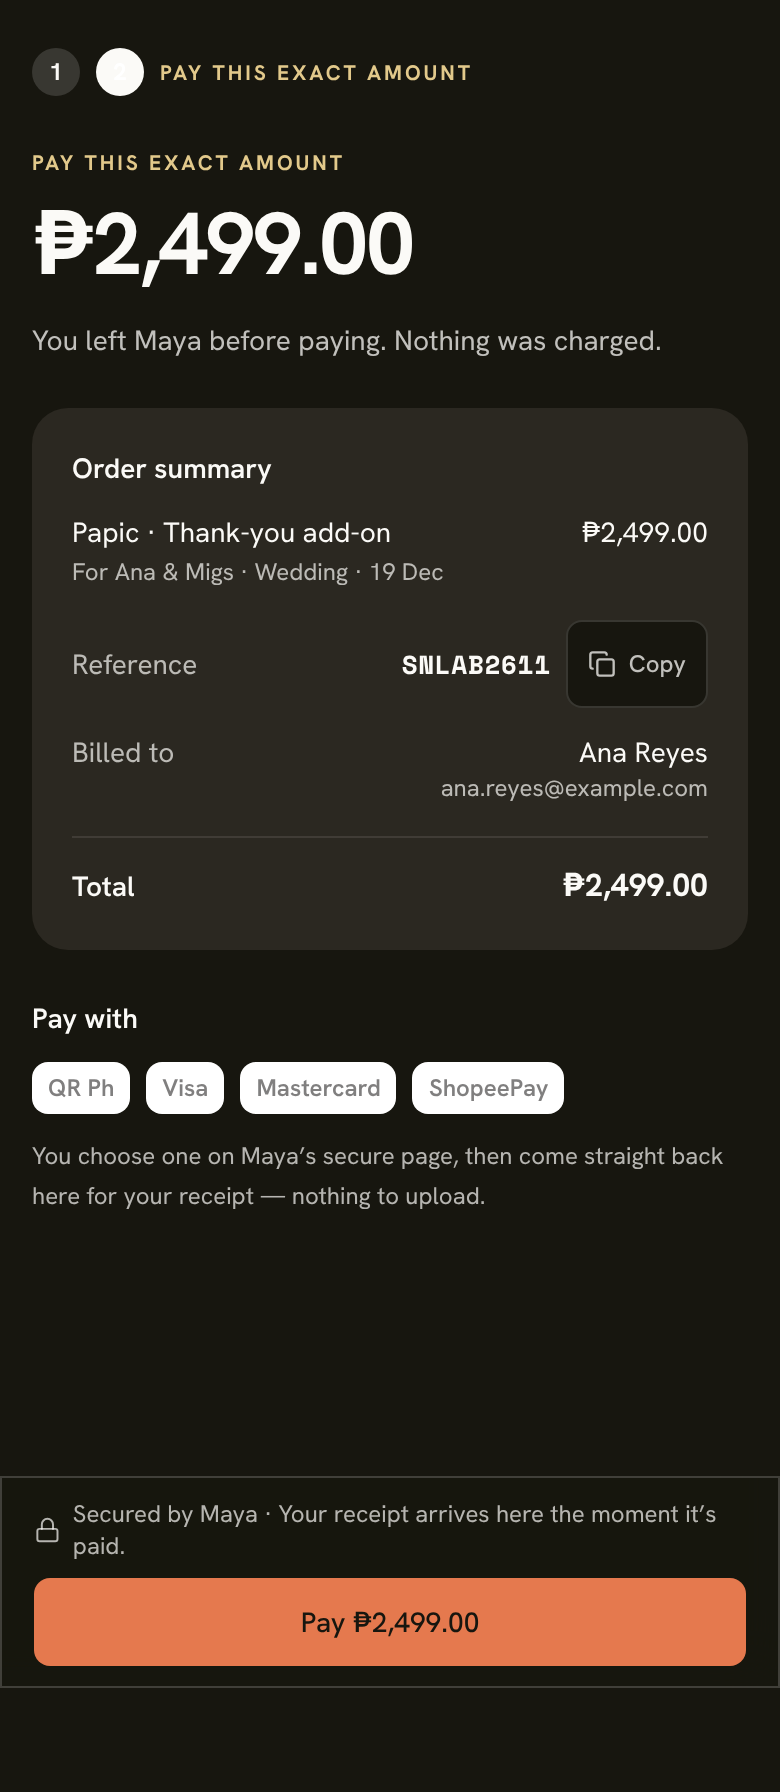 1 2 PAY THIS EXACT AMOUNT
PAY THIS EXACT AMOUNT
₱2,499.00
You left Maya before paying. Nothing was charged.
Order summary
Papic · Thank-you add-on ₱2,499.00
For Ana & Migs · Wedding · 19 Dec
Reference SNLAB2611 Copy
Billed to Ana Reyes
ana.reyes@example.com
Total ₱2,499.00
Pay with
QR Ph Visa Mastercard ShopeePay
You choose one on Maya’s secure page, then come straight back
here for your receipt — nothing to upload.
Secured by Maya · Your receipt arrives here the moment it’s
paid.
Pay ₱2,499.00